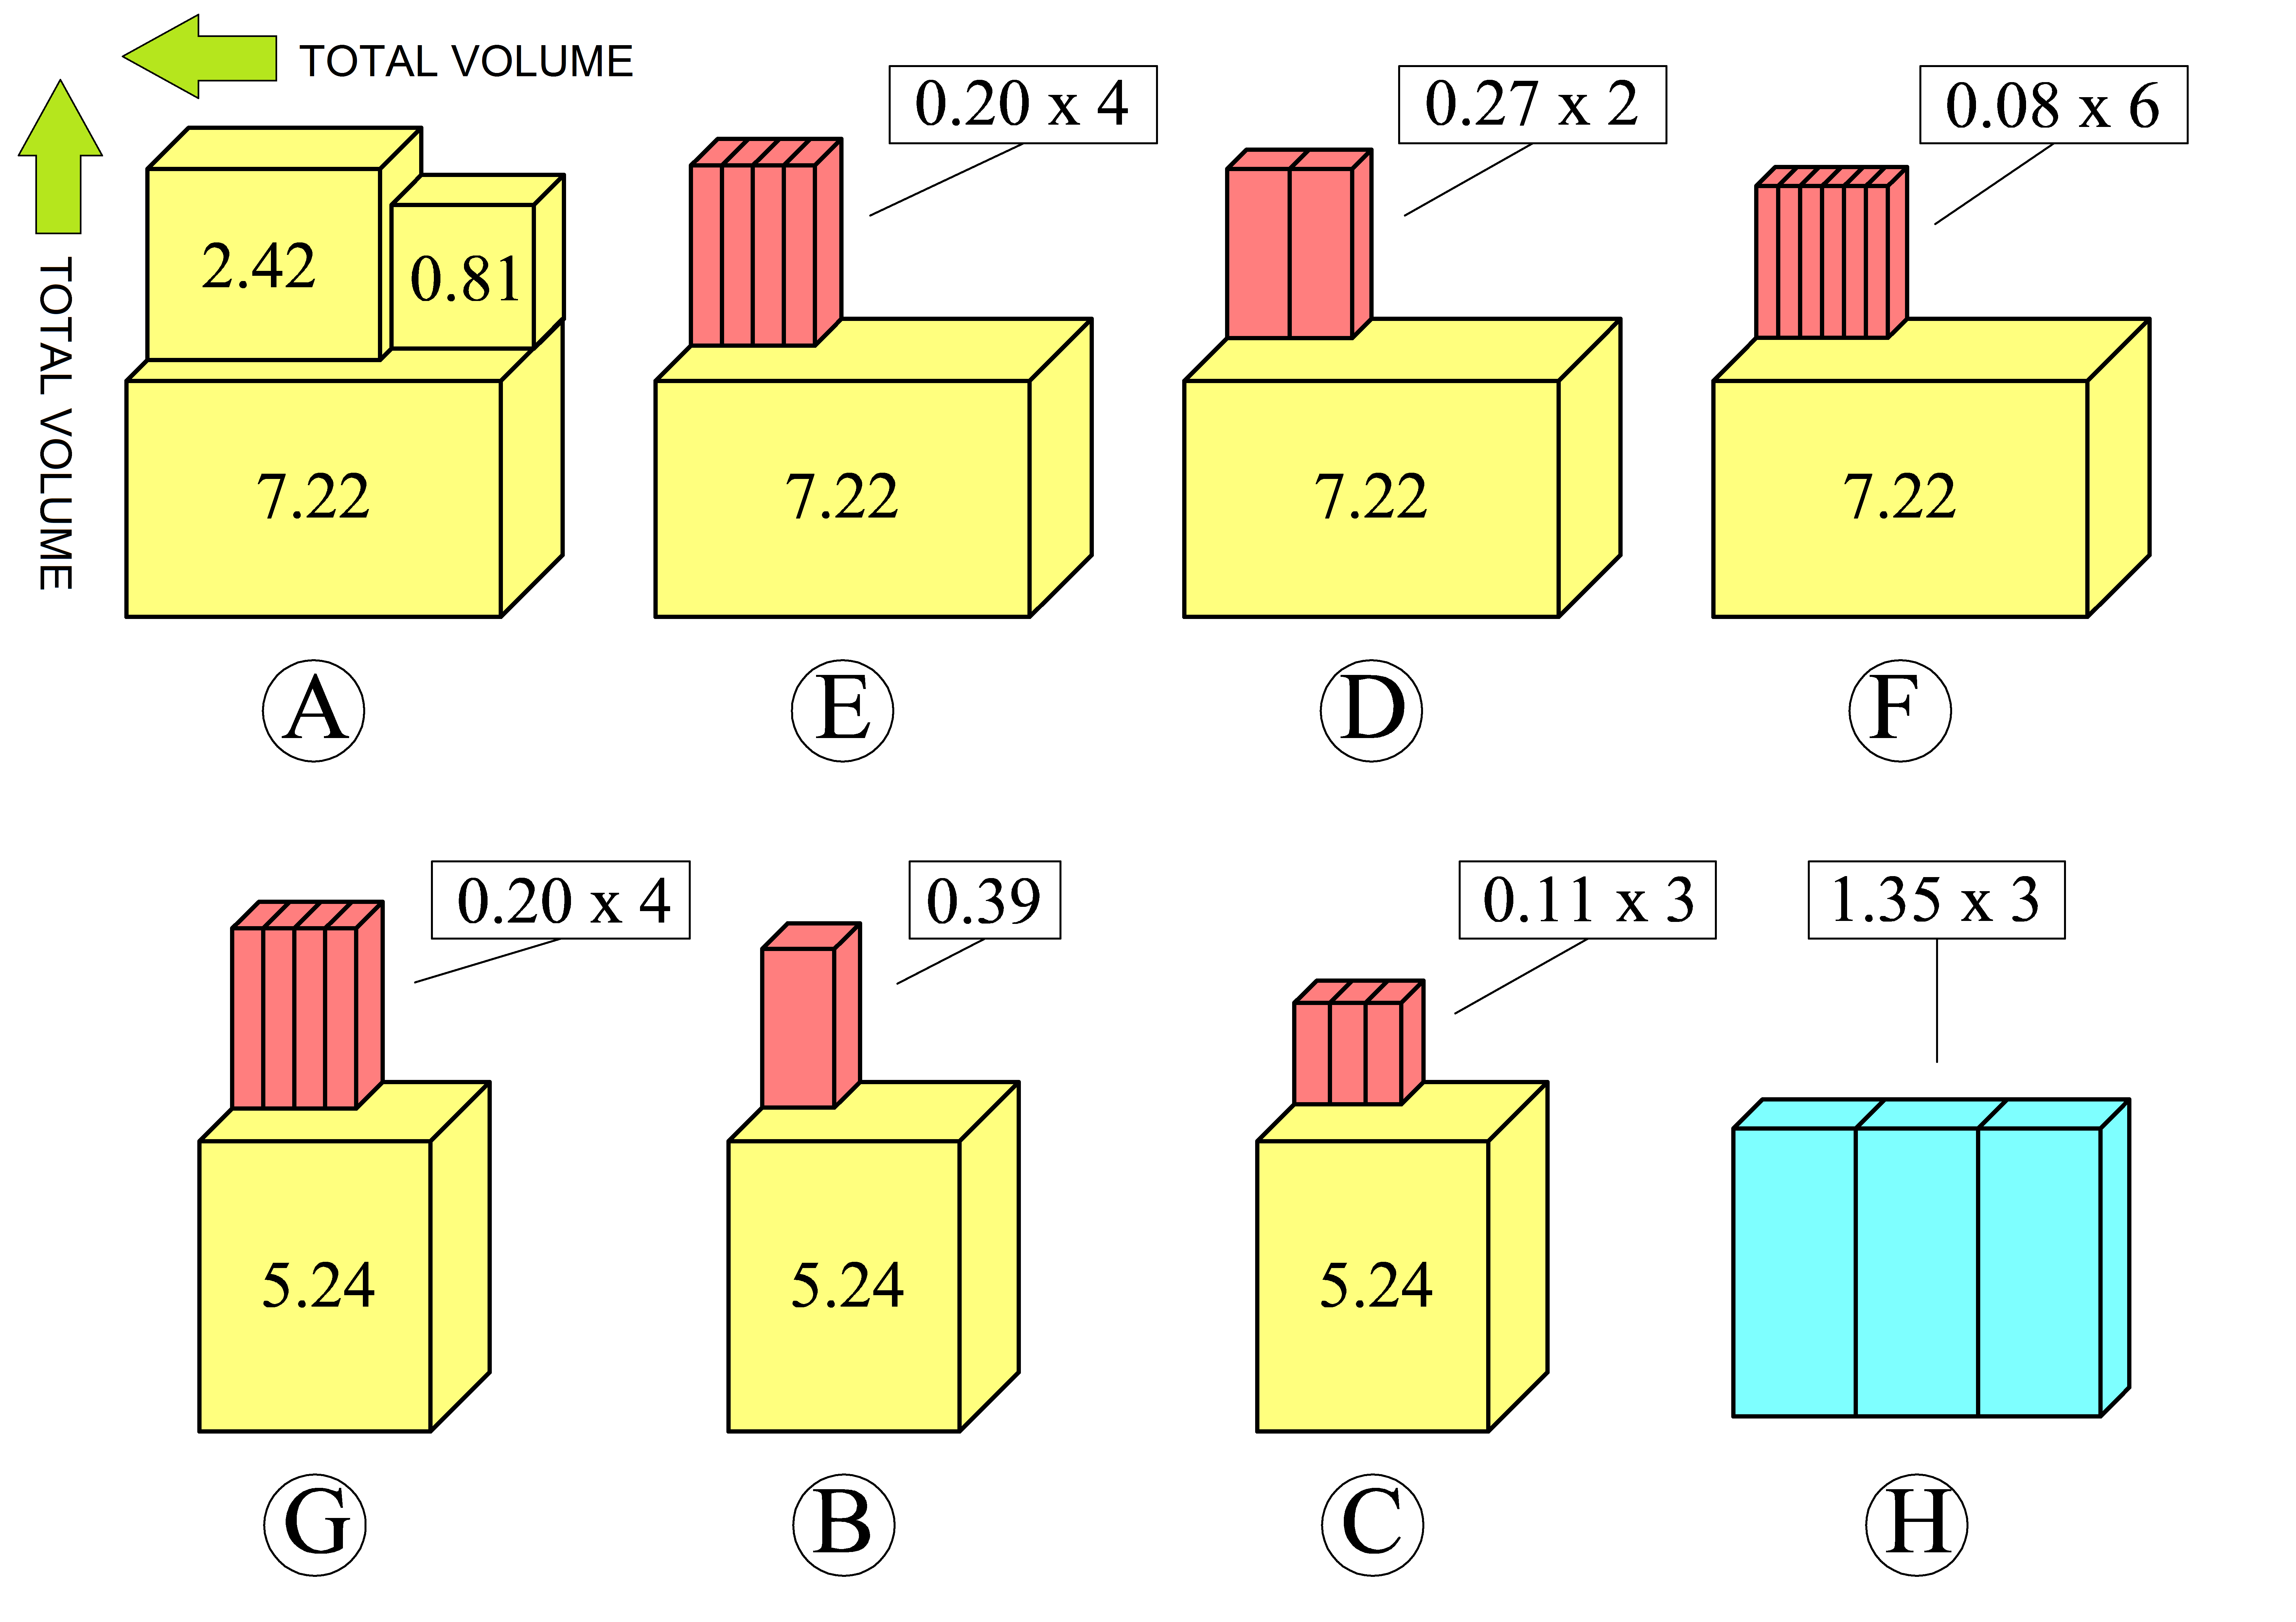 TOTAL VOLUME
TOTAL VOLUME
0.20 x 4
0.27 x 2
0.08 x 6
2.42
0.81
7.22
7.22
7.22
7.22
A
E
D
F
0.20 x 4
0.39
0.11 x 3
1.35 x 3
5.24
5.24
5.24
G
B
C
H